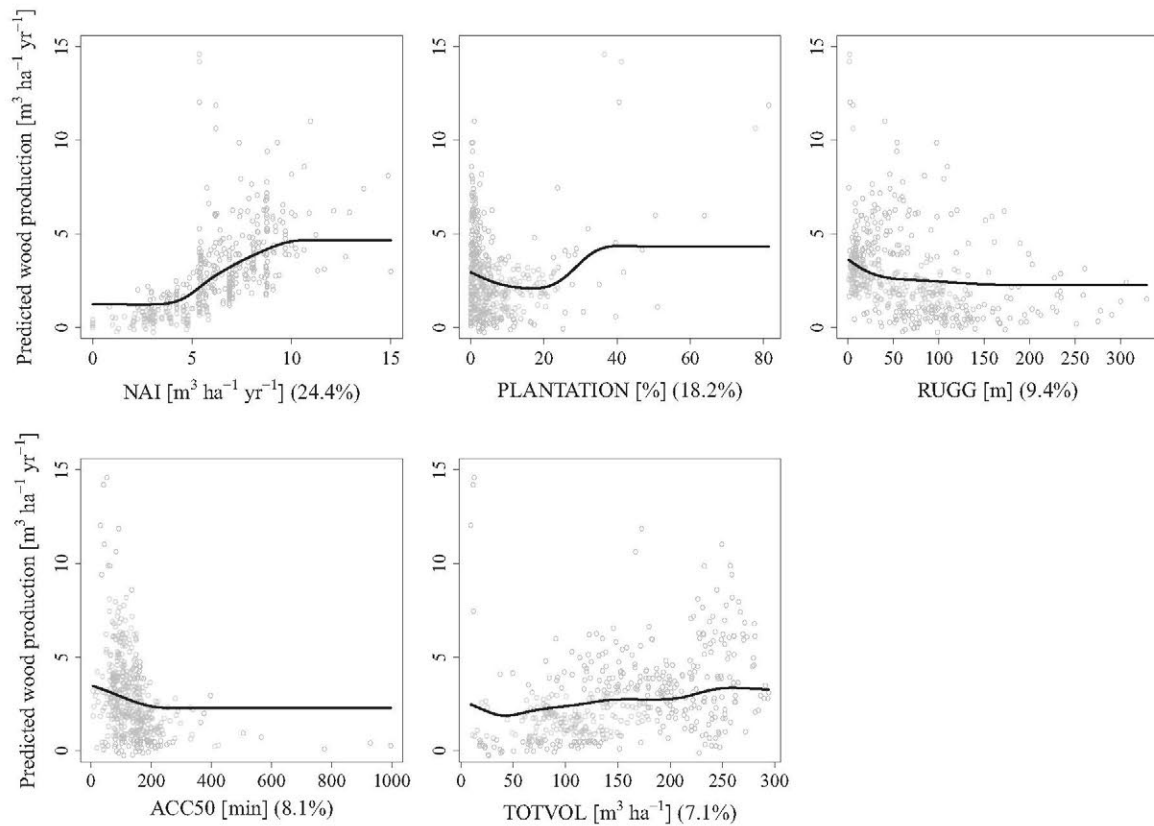 Predicted wood production [m³ ha⁻¹ yr⁻¹]
15
10
5
0
0 5 10 15
NAI [m³ ha⁻¹ yr⁻¹] (24.4%)
15
10
5
0
0 20 40 60 80
PLANTATION [%] (18.2%)
15
10
5
0
0 50 100 150 200 250 300
RUGG [m] (9.4%)
Predicted wood production [m³ ha⁻¹ yr⁻¹]
15
10
5
0
0 200 400 600 800 1000
ACC50 [min] (8.1%)
15
10
5
0
0 50 100 150 200 250 300
TOTVOL [m³ ha⁻¹] (7.1%)